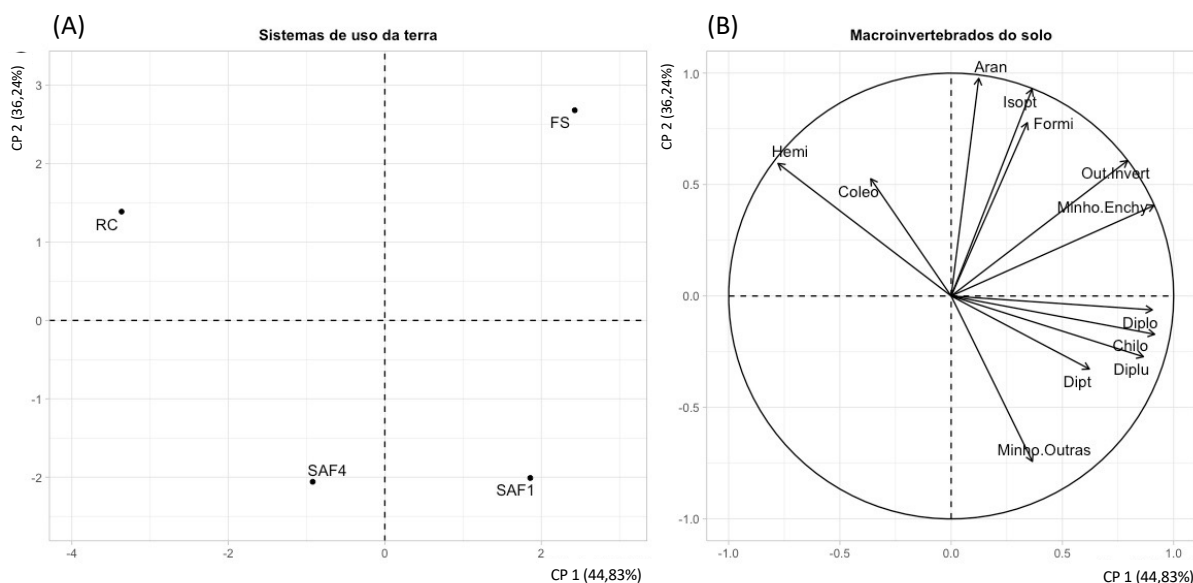 (A)
Sistemas de uso da terra
CP 2 (36,24%)
3
2
1
0
-1
-2
FS
RC
SAF4
SAF1
-4
-2
0
2
CP 1 (44,83%)
(B)
Macroinvertebrados do solo
CP 2 (36,24%)
1.0
0.5
0.0
-0.5
-1.0
Aran
Isopt
Formi
Hemi
Coleo
Out.Invert
Minho.Enchy
Diplo
Chilo
Diplu
Dipt
Minho.Outras
-1.0
-0.5
0.0
0.5
1.0
CP 1 (44,83%)